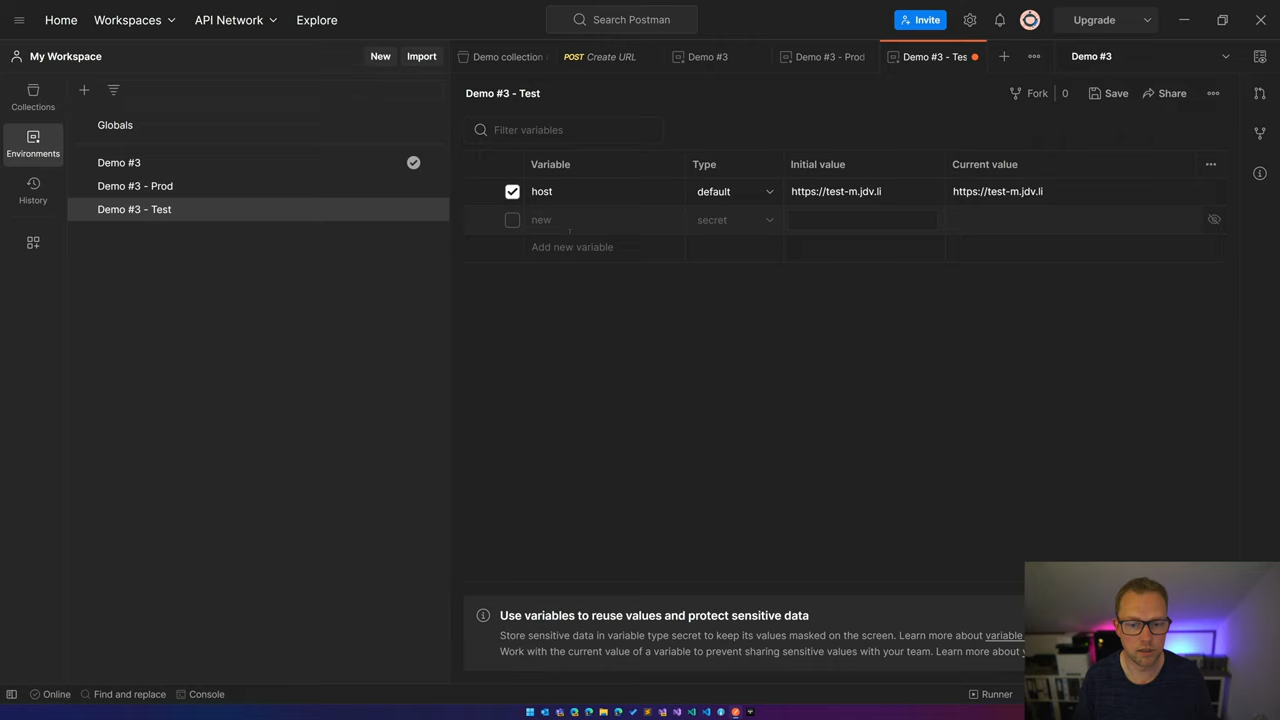 Home Workspaces API Network Explore Search Postman Invite Upgrade
My Workspace New Import Demo collection POST Create URL Demo #3 Demo #3 - Prod Demo #3 - Tes Demo #3
Collections
Environments
History
Globals
Demo #3
Demo #3 - Prod
Demo #3 - Test
Demo #3 - Test Fork 0 Save Share
Filter variables
Variable Type Initial value Current value
host default https://test-m.jdv.li https://test-m.jdv.li
new secret
Add new variable
Use variables to reuse values and protect sensitive data
Store sensitive data in variable type secret to keep its values masked on the screen. Learn more about variable
Work with the current value of a variable to prevent sharing sensitive values with your team. Learn more about
Online Find and replace Console Runner